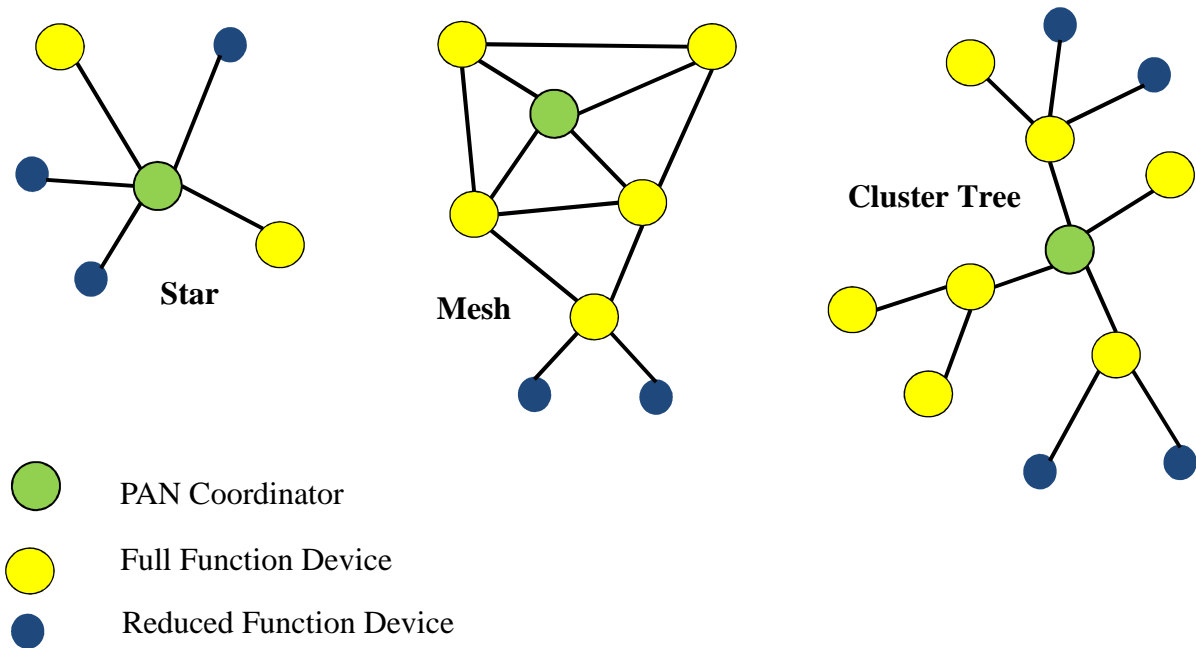 Star
Mesh
Cluster Tree
PAN Coordinator
Full Function Device
Reduced Function Device